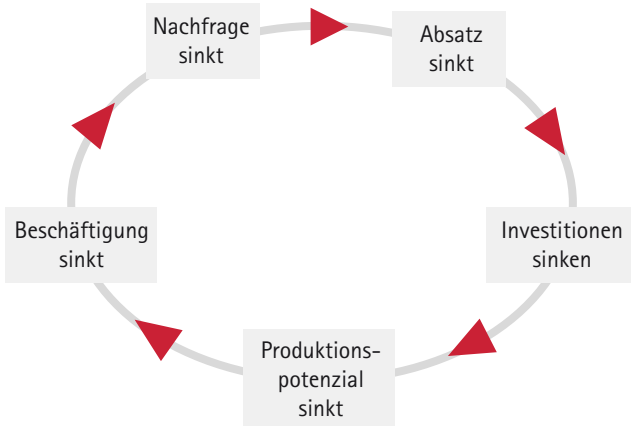 Nachfrage
sinkt
Absatz
sinkt
Investitionen
sinken
Produktions-
potenzial
sinkt
Beschäftigung
sinkt